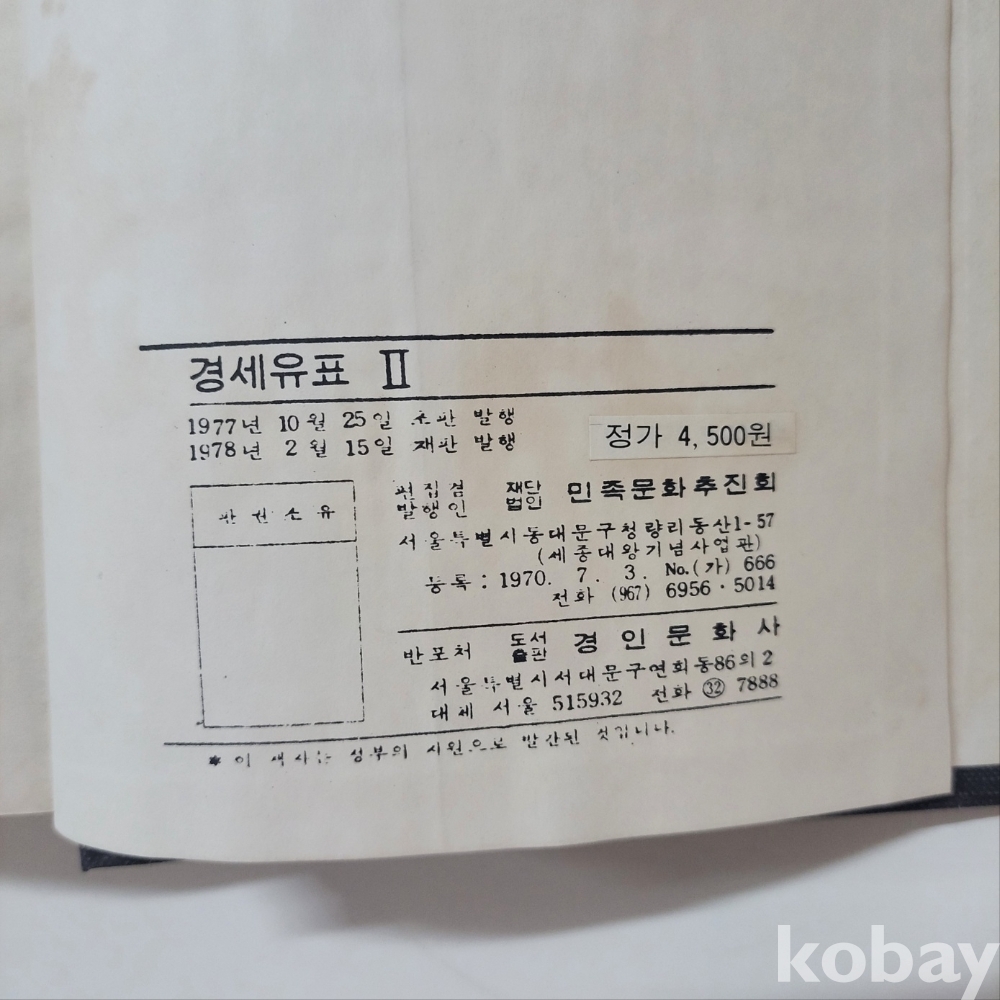 경세유표 Ⅱ
1977년 10월 25일 초판 발행
1978년 2월 15일 재판 발행
정가 4,500원
판권소유
편집겸 발행인 재단법인 민족문화추진회
서울특별시동대문구청량리동산1-57
(세종대왕기념사업관)
등록 : 1970. 7. 3. No.(가) 666
전화 (967) 6956·5014
반포처 도서출판 경인문화사
서울특별시서대문구연희동86의 2
대체 서울 515932 전화 ㉜ 7888
* 이 책자는 정부의 지원으로 발간된 것입니다.
kobay